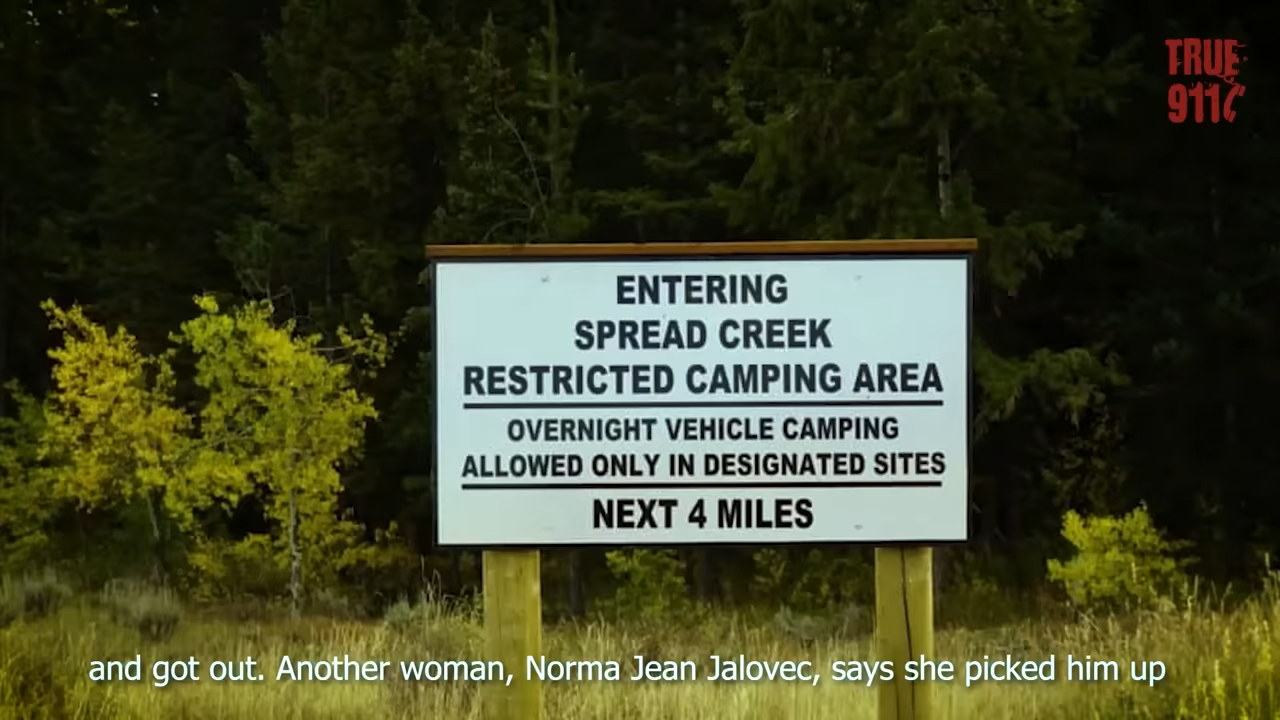 TRUE
911
ENTERING
SPREAD CREEK
RESTRICTED CAMPING AREA
OVERNIGHT VEHICLE CAMPING
ALLOWED ONLY IN DESIGNATED SITES
NEXT 4 MILES
and got out. Another woman, Norma Jean Jalovec, says she picked him up